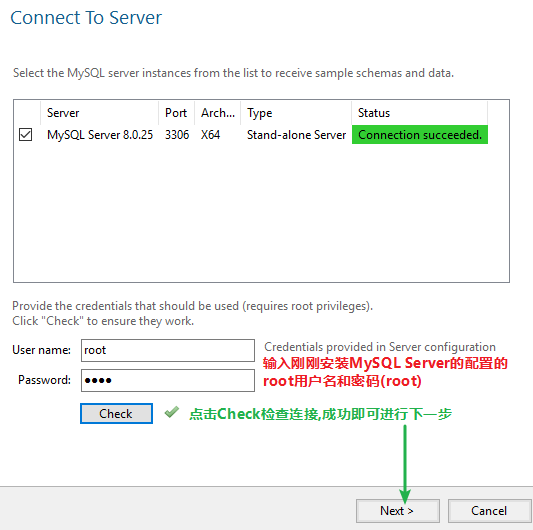 Connect To Server
Select the MySQL server instances from the list to receive sample schemas and data.
Server Port Arch... Type Status
MySQL Server 8.0.25 3306 X64 Stand-alone Server Connection succeeded.
Provide the credentials that should be used (requires root privileges).
Click "Check" to ensure they work.
User name: root Credentials provided in Server configuration
输入刚刚安装MySQL Server的配置的
Password: ●●●● root用户名和密码(root)
Check 点击Check检查连接,成功即可进行下一步
Next > Cancel